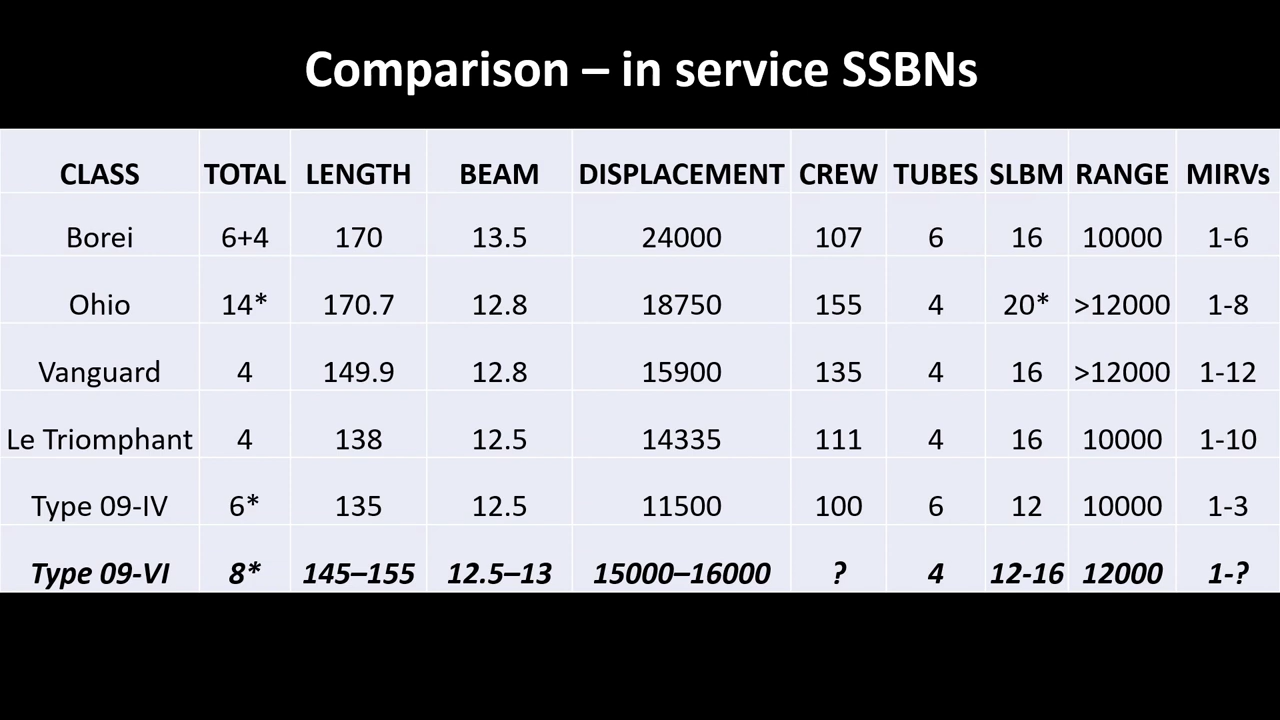 Comparison – in service SSBNs
CLASS TOTAL LENGTH BEAM DISPLACEMENT CREW TUBES SLBM RANGE MIRVs
Borei 6+4 170 13.5 24000 107 6 16 10000 1-6
Ohio 14* 170.7 12.8 18750 155 4 20* >12000 1-8
Vanguard 4 149.9 12.8 15900 135 4 16 >12000 1-12
Le Triomphant 4 138 12.5 14335 111 4 16 10000 1-10
Type 09-IV 6* 135 12.5 11500 100 6 12 10000 1-3
Type 09-VI 8* 145–155 12.5–13 15000–16000 ? 4 12-16 12000 1-?